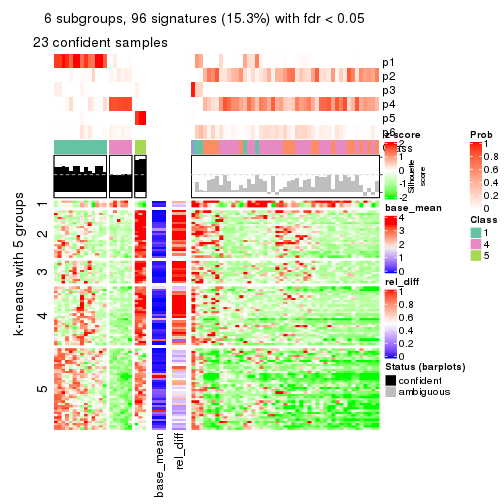 6 subgroups, 96 signatures (15.3%) with fdr < 0.05
23 confident samples
p1
p2
p3
p4
p5
p6
Class
z_score
2
1
0
-1
-2
Silhouette
score
Prob
1
0.8
0.6
0.4
0.2
0
Class
1
4
5
base_mean
4
3
2
1
0
rel_diff
1
0.8
0.6
0.4
0.2
0
Status (barplots)
confident
ambiguous
k-means with 5 groups
1
2
3
4
5
base_mean
rel_diff